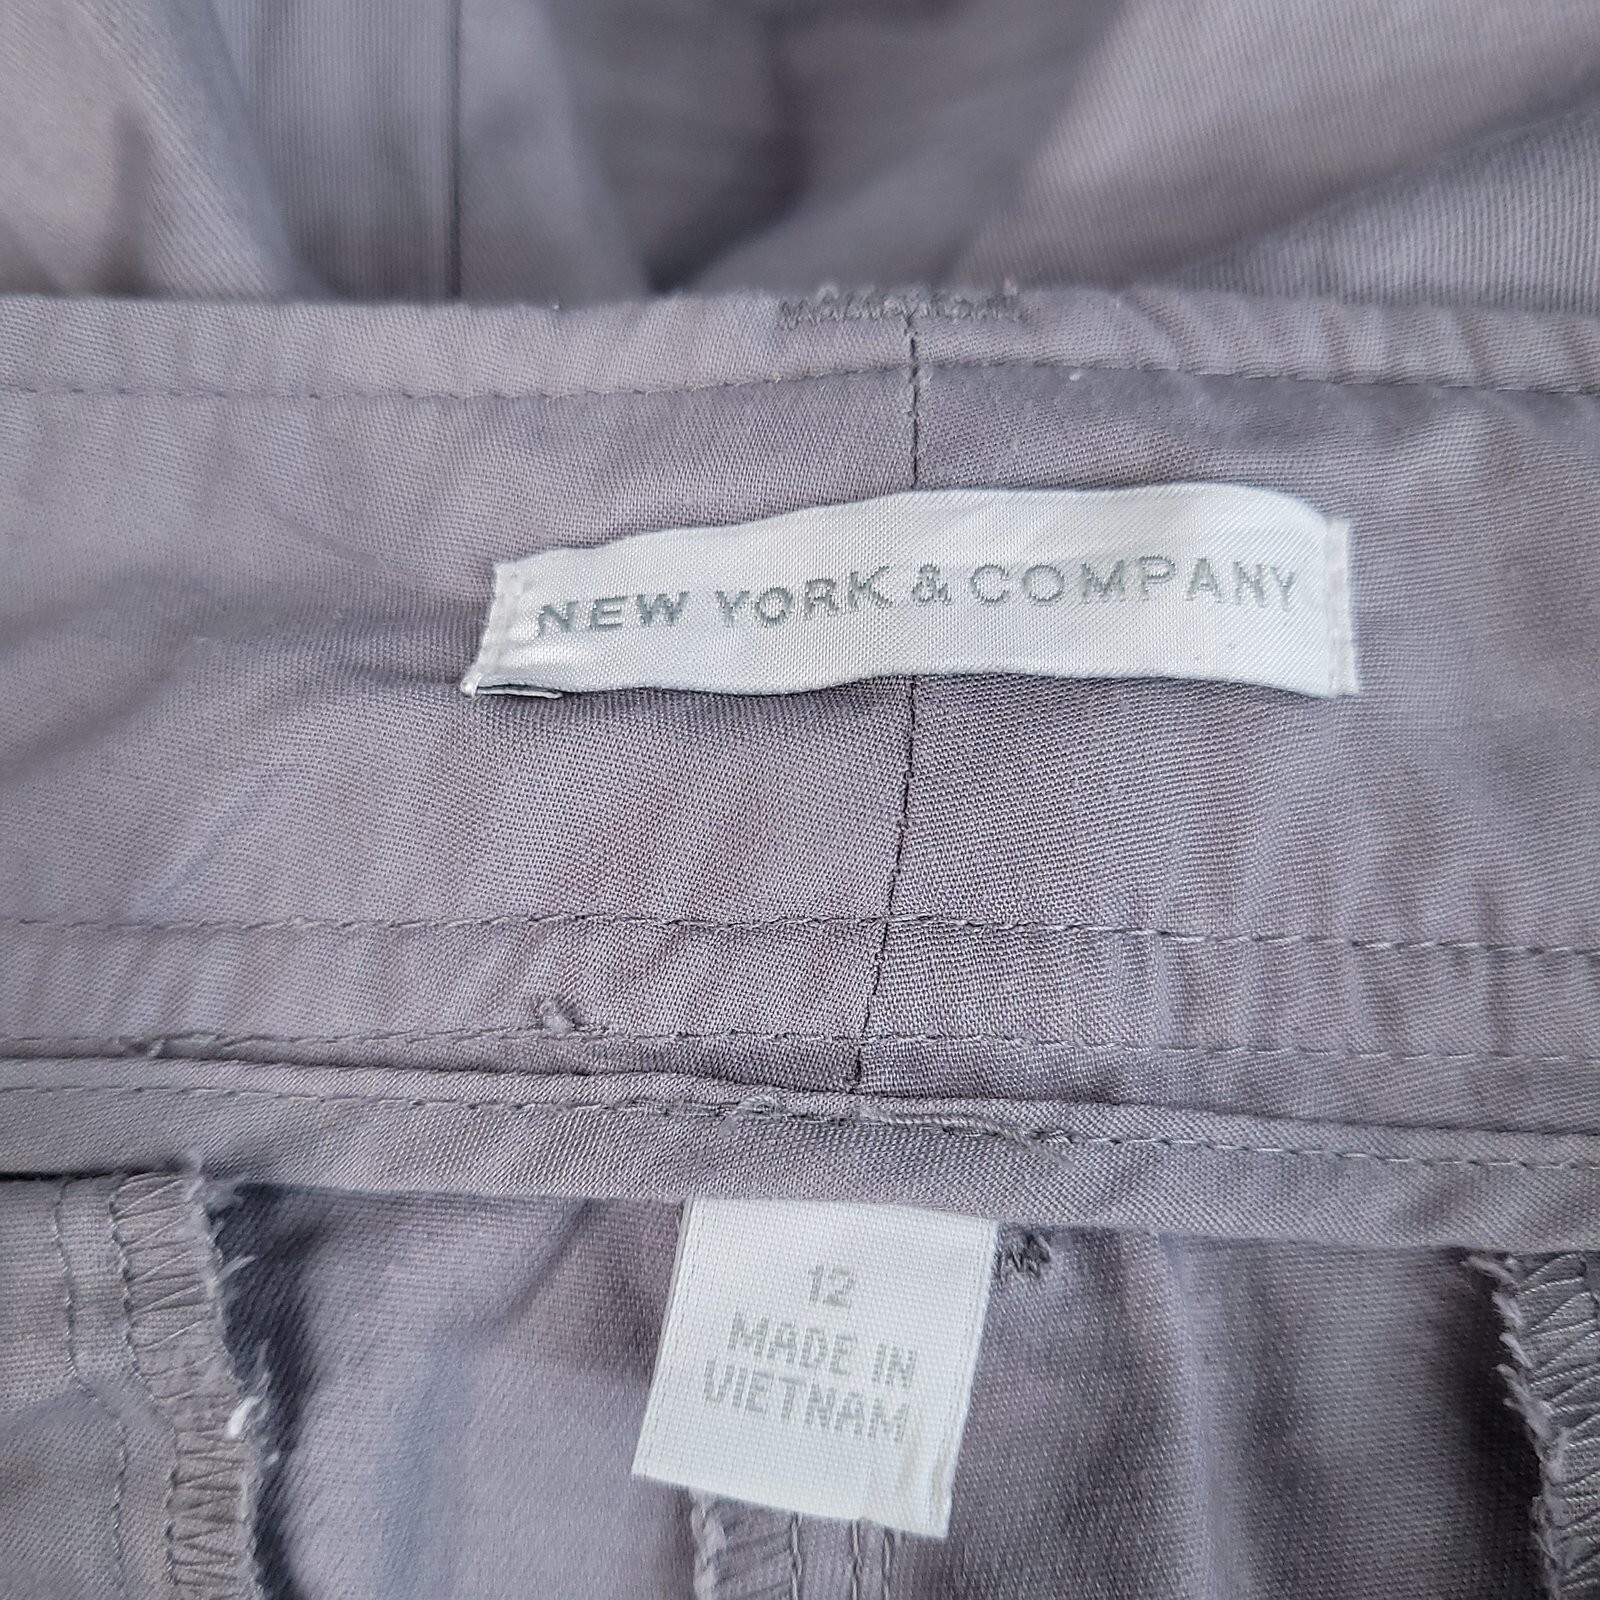 NEW YORK & COMPANY
12
MADE IN
VIETNAM